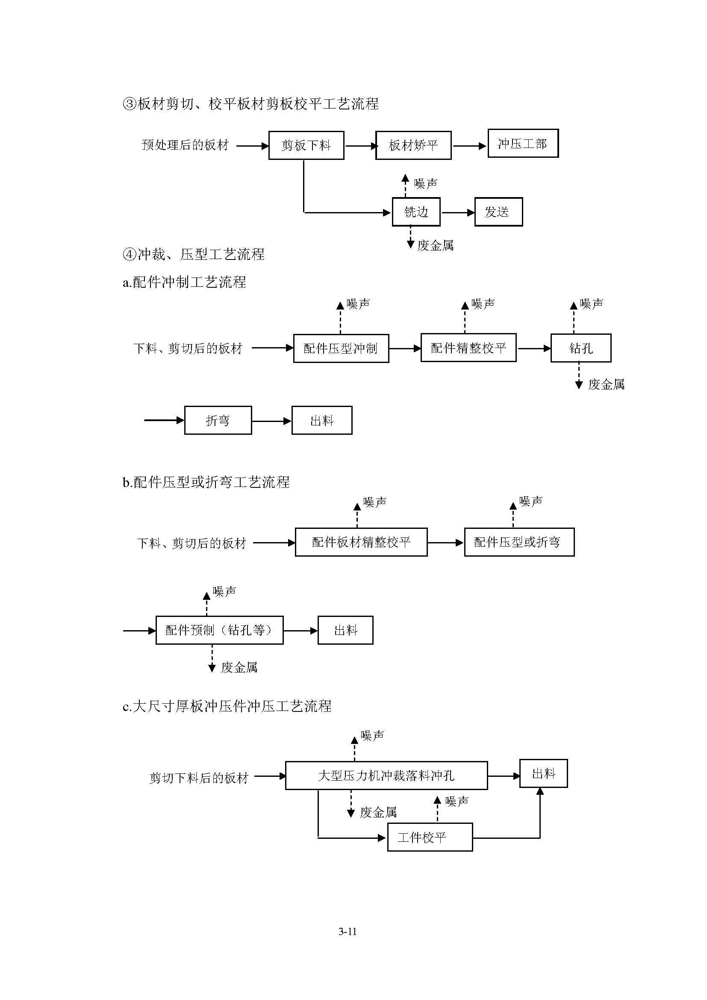 ③板材剪切、校平板材剪板校平工艺流程
预处理后的板材 剪板下料 板材矫平 冲压工部
噪声
铣边 发送
废金属
④冲裁、压型工艺流程
a.配件冲制工艺流程
噪声 噪声 噪声
下料、剪切后的板材 配件压型冲制 配件精整校平 钻孔
废金属
折弯 出料
b.配件压型或折弯工艺流程
噪声 噪声
下料、剪切后的板材 配件板材精整校平 配件压型或折弯
噪声
配件预制（钻孔等） 出料
废金属
c.大尺寸厚板冲压件冲压工艺流程
噪声
剪切下料后的板材 大型压力机冲裁落料冲孔 出料
噪声
废金属
工件校平
3-11